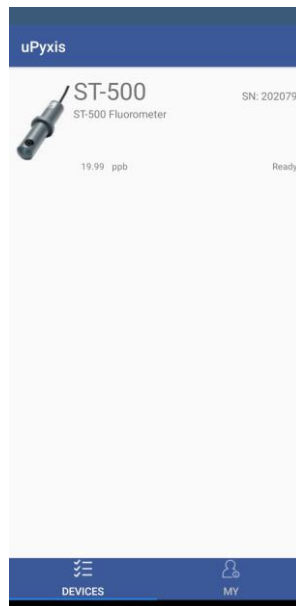 uPyxis
ST-500
SN: 202079
ST-500 Fluorometer
19.99 ppb
Ready
DEVICES
MY